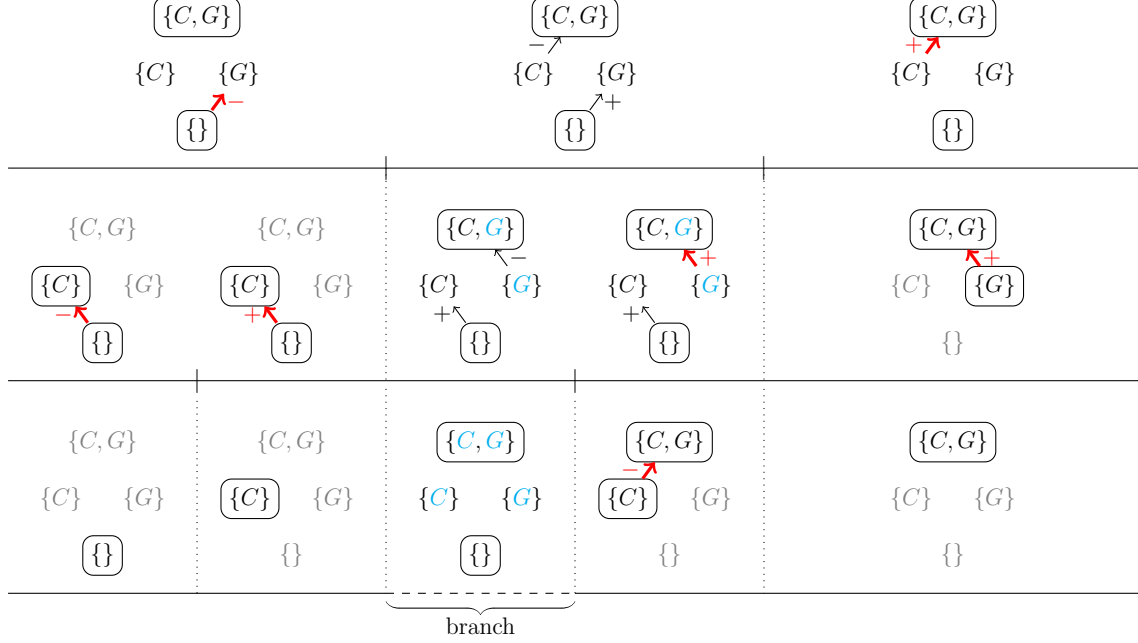 {C, G} {C, G} {C, G}
− +
{C} {G} {C} {G} {C} {G}
− +
{} {} {}
{C, G} {C, G} {C, G} {C, G} {C, G}
− + +
{C} {G} {C} {G} {C} {G} {C} {G} {C} {G}
− + + +
{} {} {} {} {}
{C, G} {C, G} {C, G} {C, G} {C, G}
−
{C} {G} {C} {G} {C} {G} {C} {G} {C} {G}
{} {} {} {} {}
branch